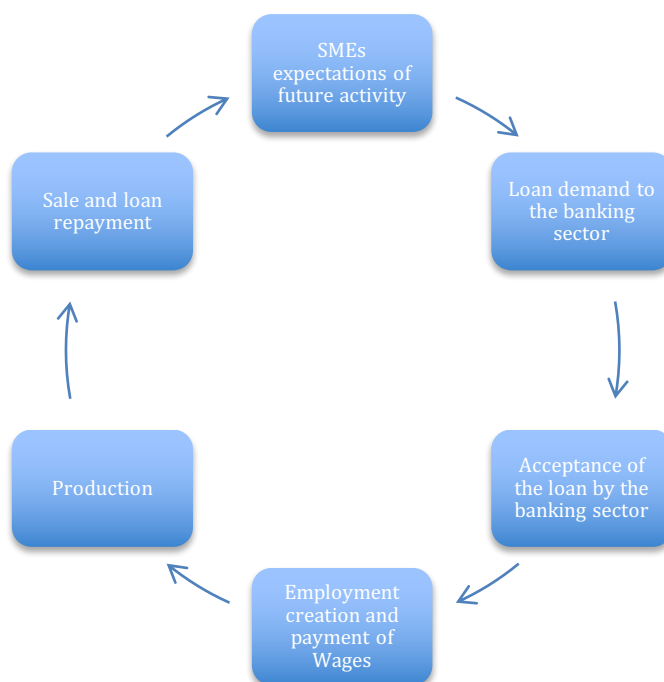 SMEs
expectations of
future activity
Loan demand to
the banking
sector
Acceptance of
the loan by the
banking sector
Employment
creation and
payment of
Wages
Production
Sale and loan
repayment